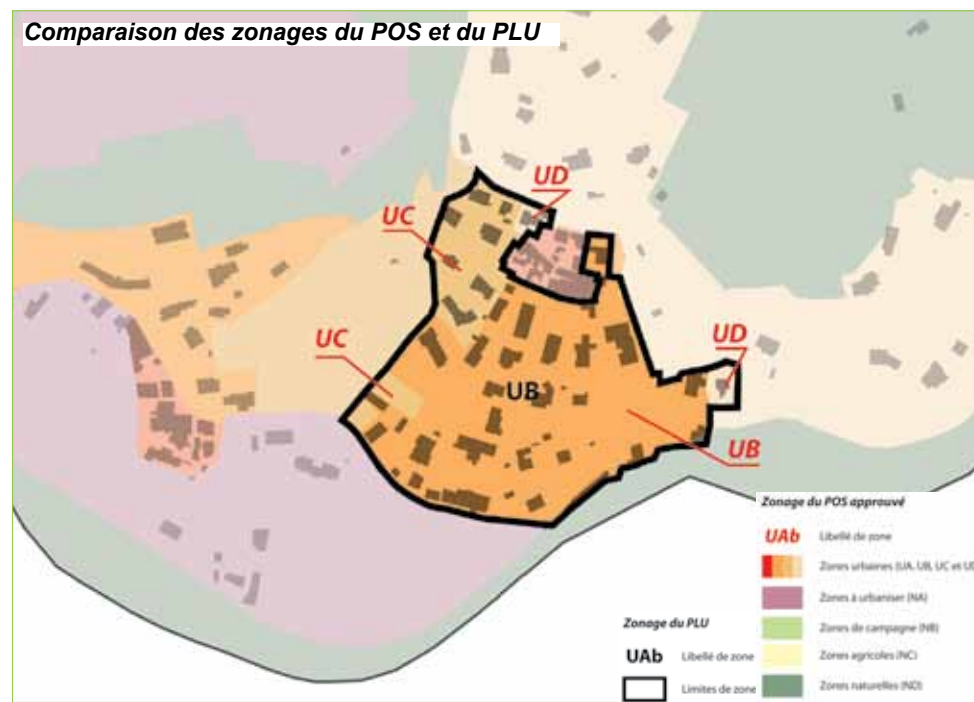 Comparaison des zonages du POS et du PLU
UD
UC
UD
UC
UB
UB
Zonage du POS approuvé
UAb Libellé de zone
Zones urbaines (UA, UB, UC et UD
Zones à urbaniser (NA)
Zones de campagne (NB)
Zones agricoles (NC)
Zones naturelles (ND)
Zonage du PLU
UAb Libellé de zone
Limites de zone